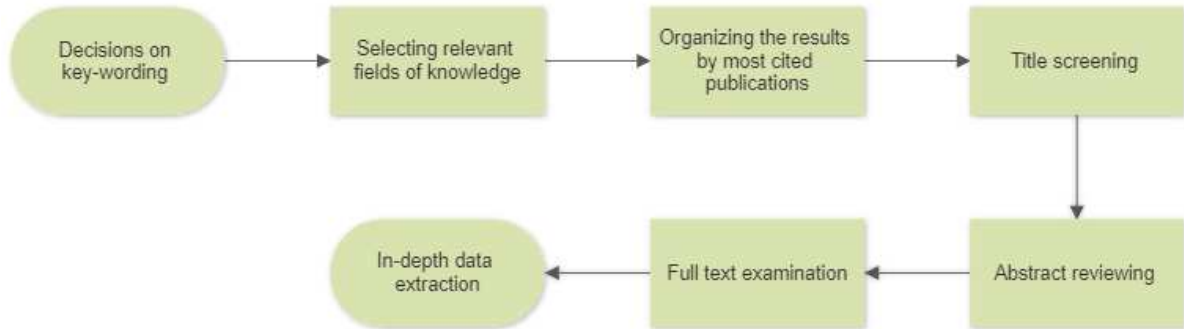 Decisions on
key-wording
Selecting relevant
fields of knowledge
Organizing the results
by most cited
publications
Title screening
Abstract reviewing
Full text examination
In-depth data
extraction